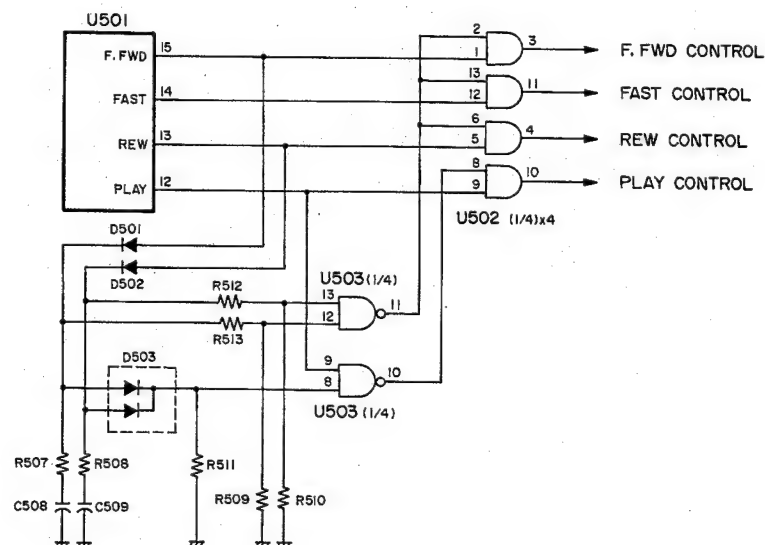 U501
F. FWD
15
FAST
14
REW
13
PLAY
12
2
1
3
F. FWD CONTROL
13
12
11
FAST CONTROL
6
5
4
REW CONTROL
8
9
10
PLAY CONTROL
U502 (1/4)x4
D501
D502
U503 (1/4)
R512
13
12
11
R513
D503
9
8
10
U503 (1/4)
R507
R508
R511
R509
R510
C508
C509